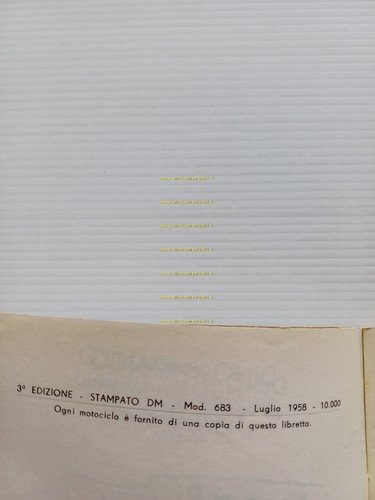 3ª EDIZIONE - STAMPATO DM - Mod. 683 - Luglio 1958 - 10.000
Ogni motociclo è fornito di una copia di questo libretto.